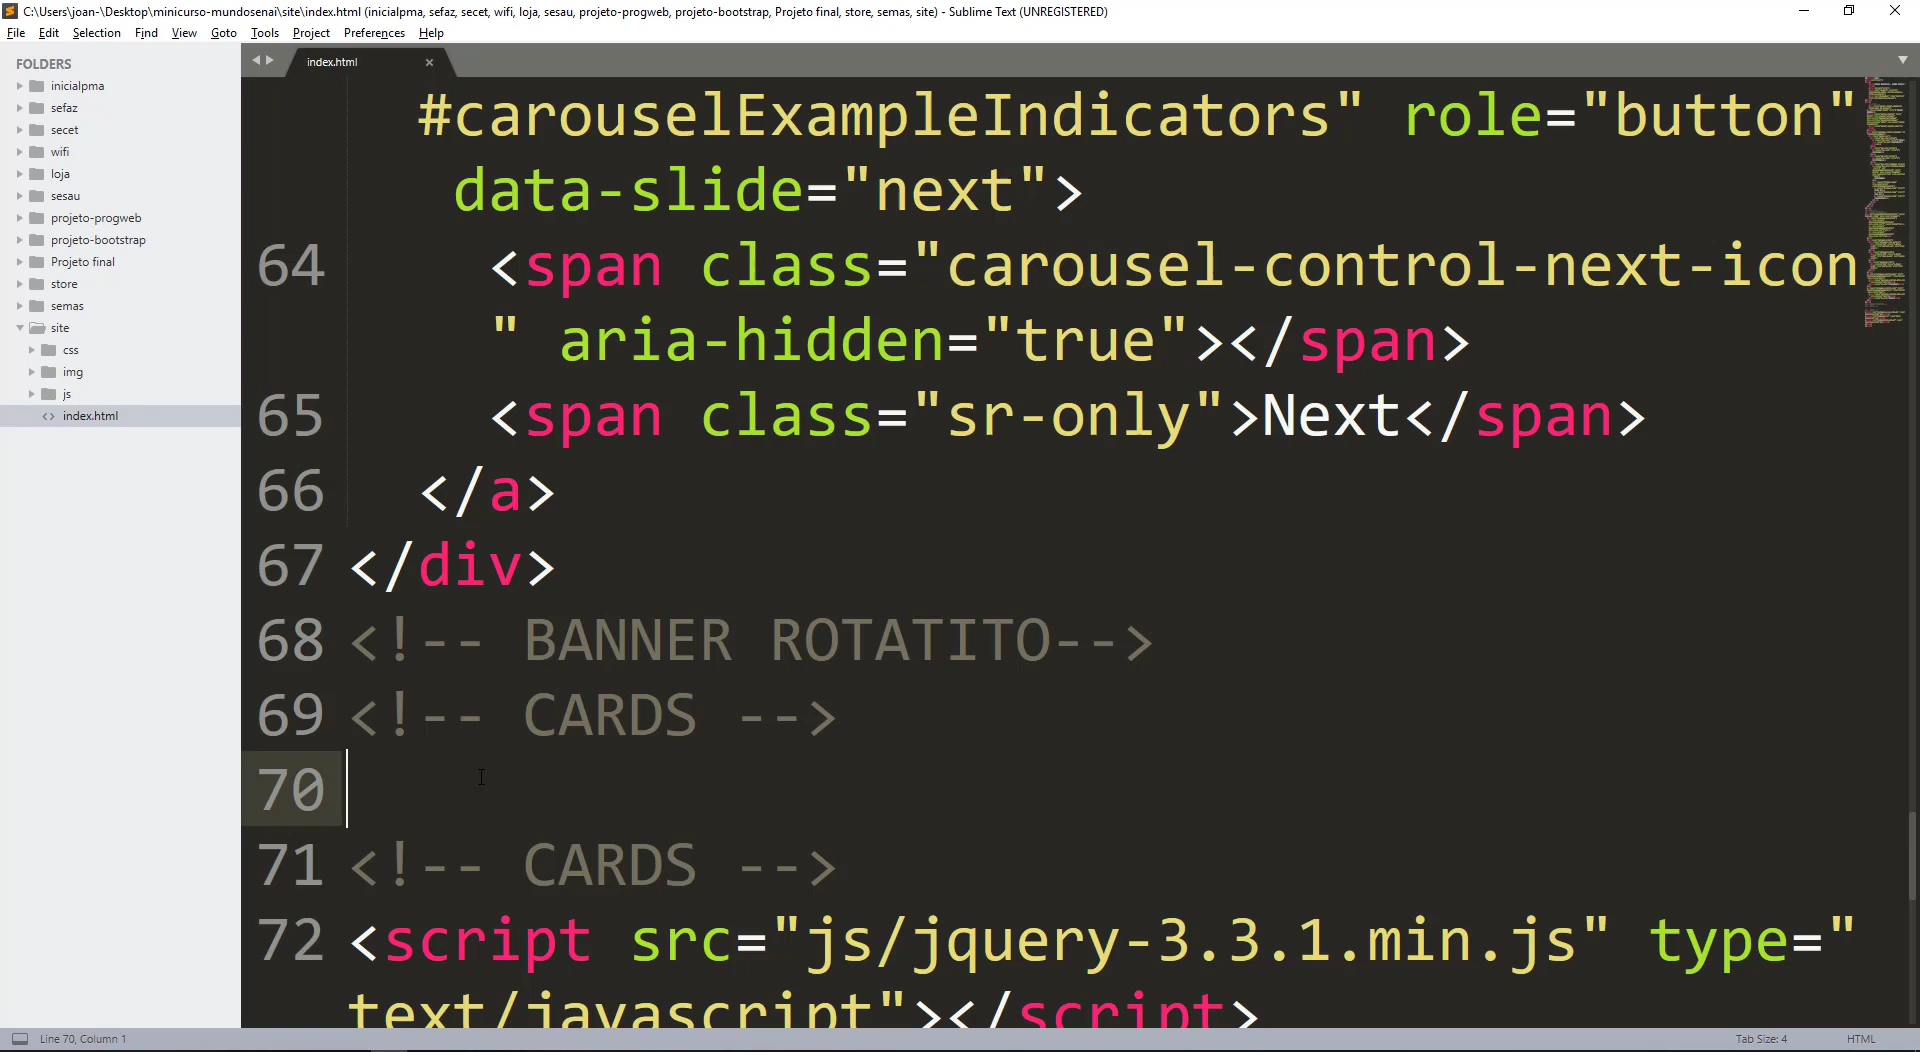 C:\Users\joan-\Desktop\minicurso-mundosenai\site\index.html (inicialpma, sefaz, secet, wifi, loja, sesau, projeto-progweb, projeto-bootstrap, Projeto final, store, semas, site) - Sublime Text (UNREGISTERED)
File Edit Selection Find View Goto Tools Project Preferences Help
FOLDERS
inicialpma
sefaz
secet
wifi
loja
sesau
projeto-progweb
projeto-bootstrap
Projeto final
store
semas
site
css
img
js
<> index.html
index.html ×
#carouselExampleIndicators" role="button"
data-slide="next">
64 <span class="carousel-control-next-icon
" aria-hidden="true"></span>
65 <span class="sr-only">Next</span>
66 </a>
67 </div>
68 <!-- BANNER ROTATITO-->
69 <!-- CARDS -->
70
71 <!-- CARDS -->
72 <script src="js/jquery-3.3.1.min.js" type="
text/javascript"></script>
Line 70, Column 1
Tab Size: 4
HTML